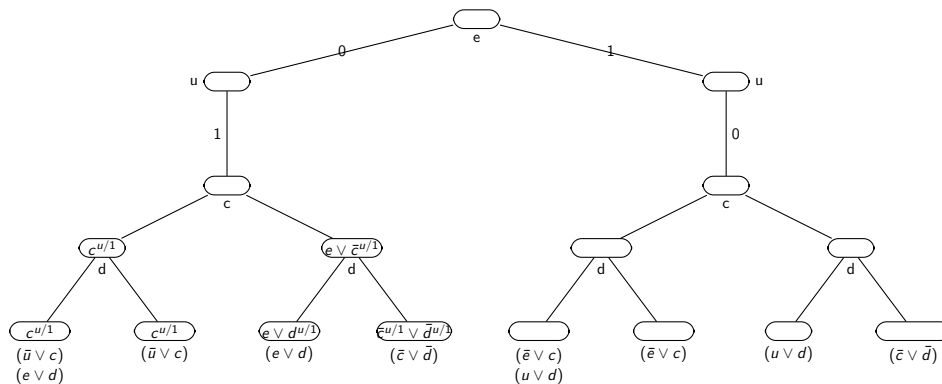 e
0 1
u u
1 0
c c
c^{u/1} e ∨ c̄^{u/1}
d d d d
c^{u/1} c^{u/1} e ∨ d^{u/1} c̄^{u/1} ∨ d̄^{u/1}
(ū ∨ c) (ū ∨ c) (e ∨ d) (c̄ ∨ d̄) (ē ∨ c) (ē ∨ c) (u ∨ d) (c̄ ∨ d̄)
(e ∨ d) (u ∨ d)